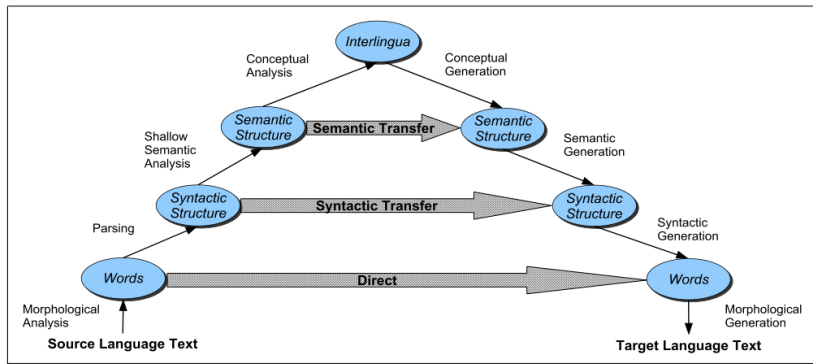 Interlingua
Conceptual
Analysis
Conceptual
Generation
Semantic
Structure
Semantic Transfer
Semantic
Structure
Shallow
Semantic
Analysis
Semantic
Generation
Syntactic
Structure
Syntactic Transfer
Syntactic
Structure
Parsing
Syntactic
Generation
Words
Direct
Words
Morphological
Analysis
Morphological
Generation
Source Language Text
Target Language Text